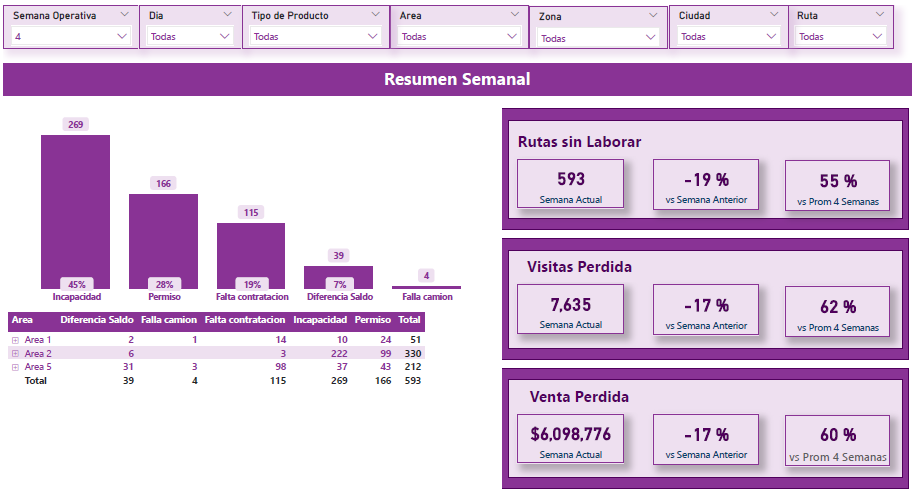 Semana Operativa Dia Tipo de Producto Area Zona Ciudad Ruta
4 Todas Todas Todas Todas Todas Todas
Resumen Semanal
269
166
115
39
4
45% 28% 19% 7%
Incapacidad Permiso Falta contratacion Diferencia Saldo Falla camion
Area Diferencia Saldo Falla camion Falta contratacion Incapacidad Permiso Total
Area 1 2 1 14 10 24 51
Area 2 6 3 222 99 330
Area 5 31 3 98 37 43 212
Total 39 4 115 269 166 593
Rutas sin Laborar
593 -19 % 55 %
Semana Actual vs Semana Anterior vs Prom 4 Semanas
Visitas Perdida
7,635 -17 % 62 %
Semana Actual vs Semana Anterior vs Prom 4 Semanas
Venta Perdida
$6,098,776 -17 % 60 %
Semana Actual vs Semana Anterior vs Prom 4 Semanas